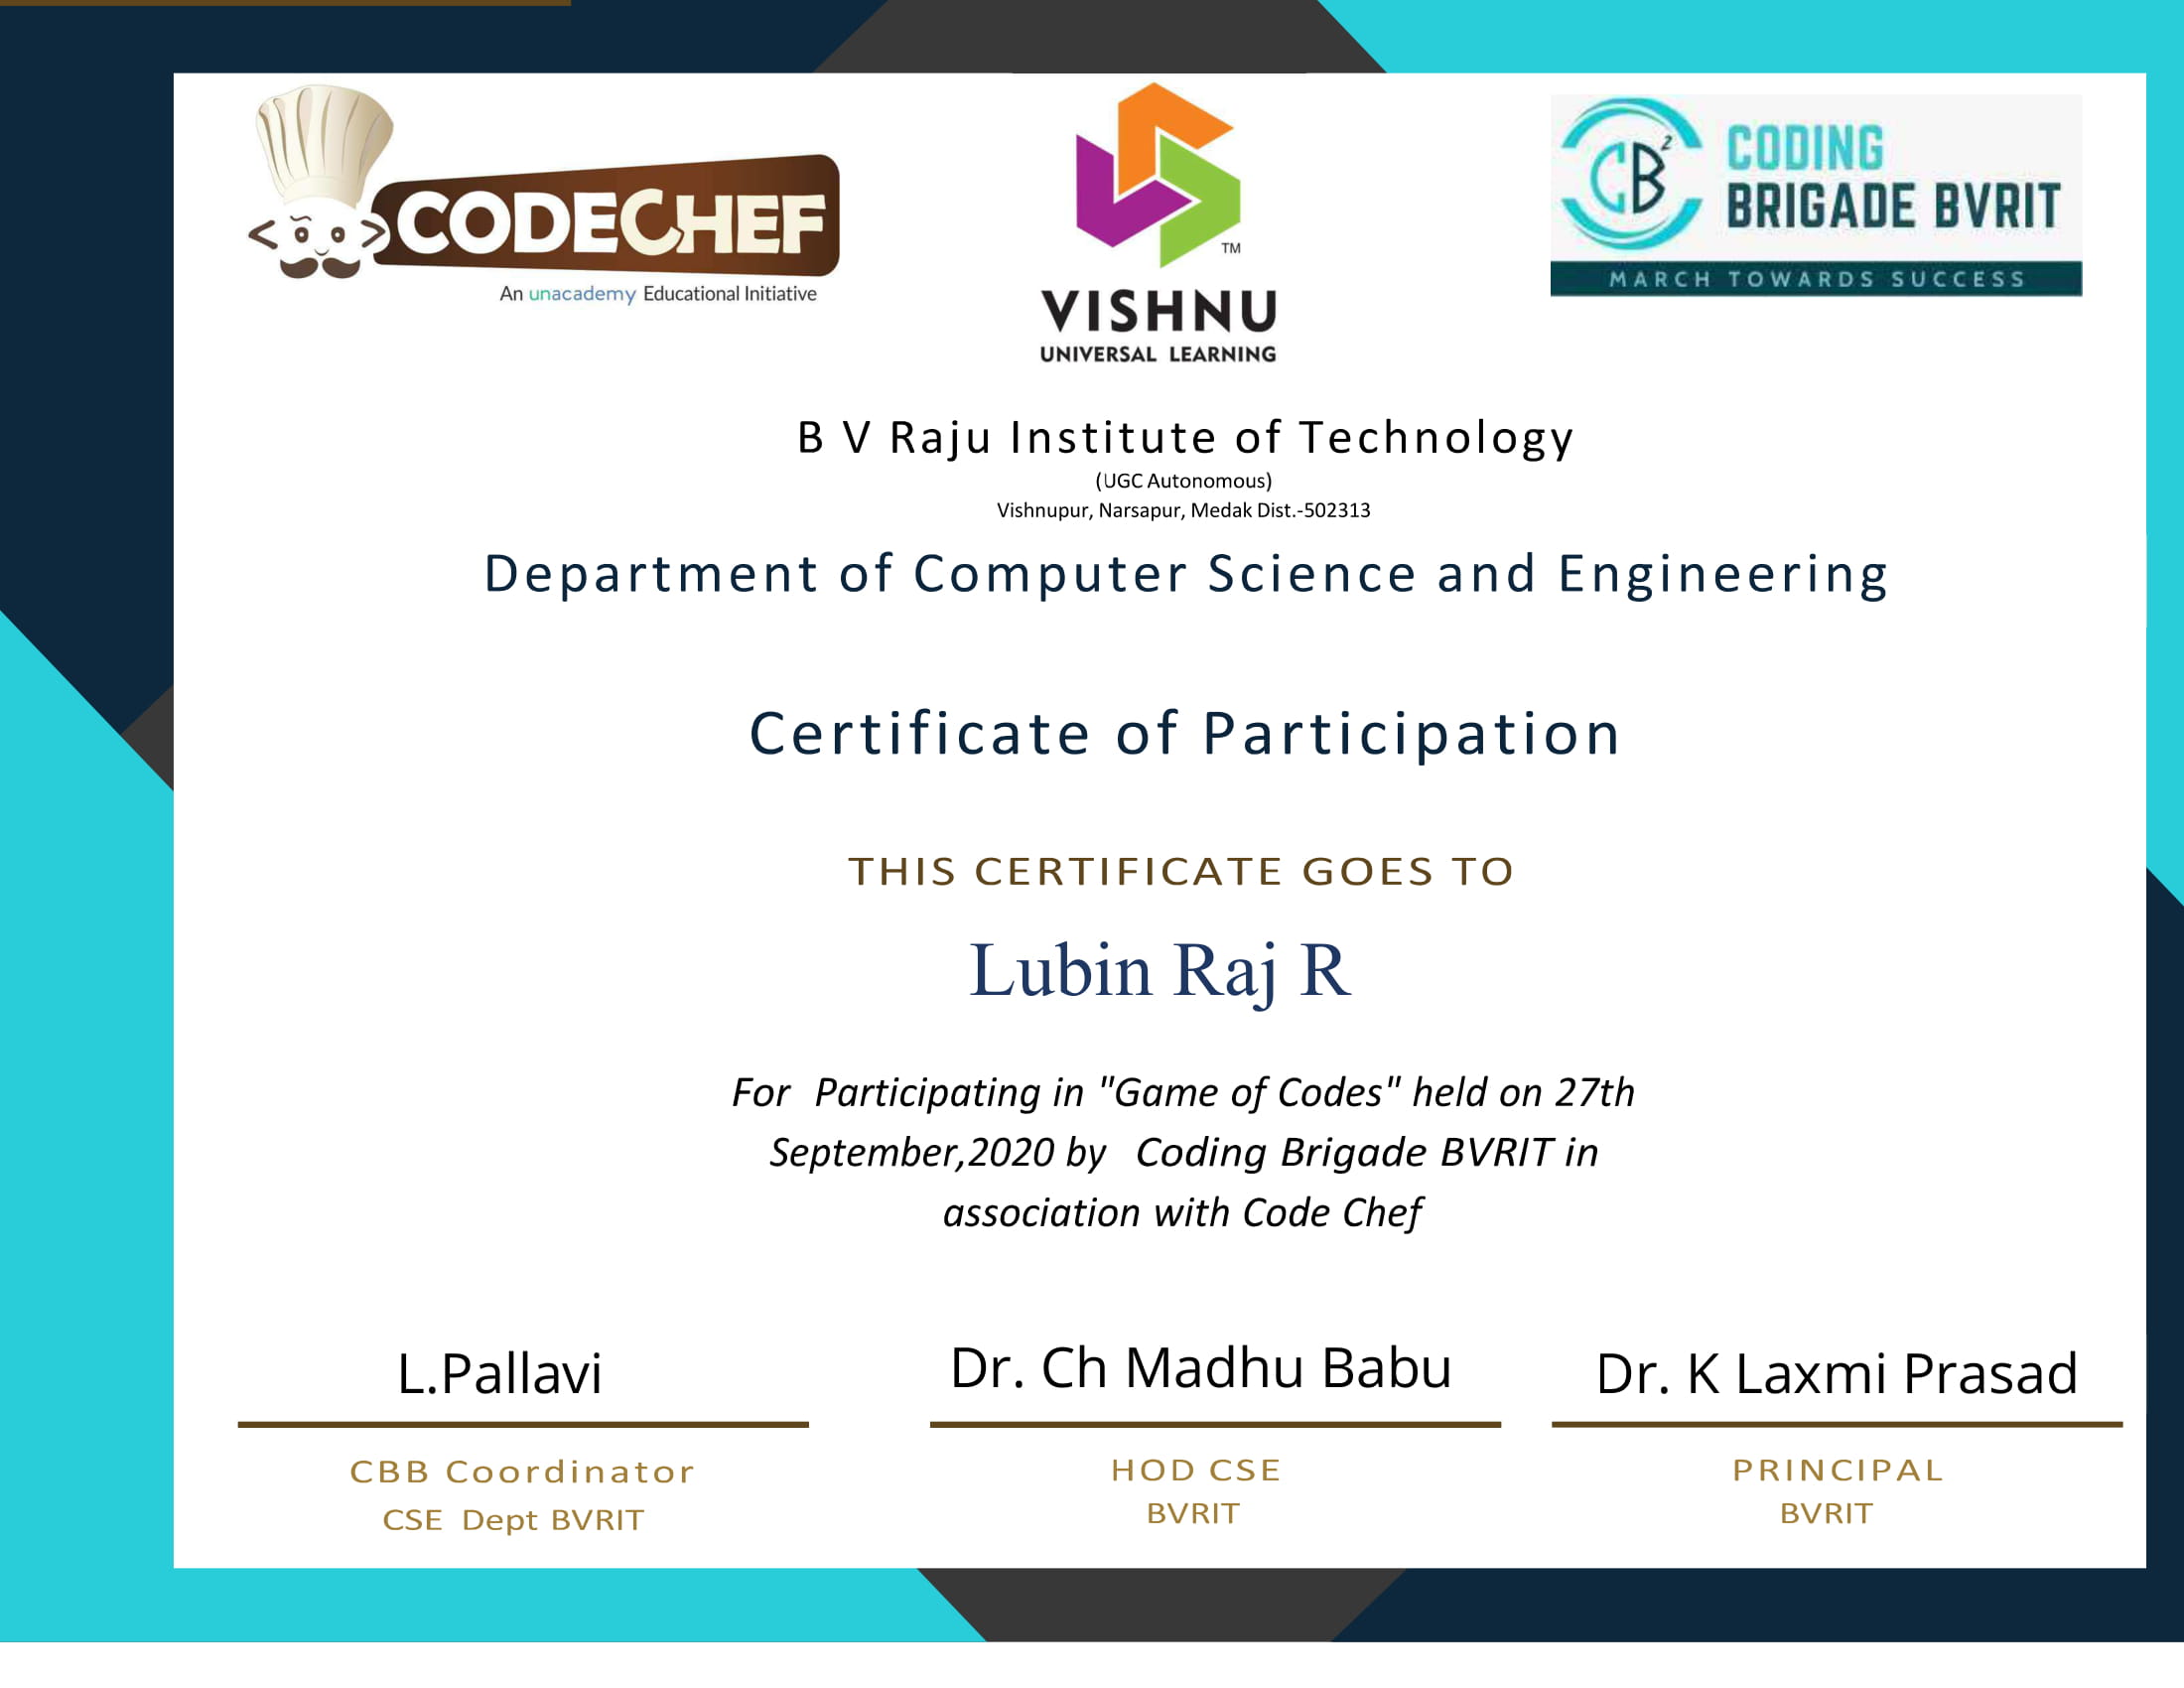 CODECHEF
An unacademy Educational Initiative
TM
VISHNU
UNIVERSAL LEARNING
CB²
CODING
BRIGADE BVRIT
MARCH TOWARDS SUCCESS
B V Raju Institute of Technology
(UGC Autonomous)
Vishnupur, Narsapur, Medak Dist.-502313
Department of Computer Science and Engineering
Certificate of Participation
THIS CERTIFICATE GOES TO
Lubin Raj R
For Participating in "Game of Codes" held on 27th
September,2020 by Coding Brigade BVRIT in
association with Code Chef
L.Pallavi
CBB Coordinator
CSE Dept BVRIT
Dr. Ch Madhu Babu
HOD CSE
BVRIT
Dr. K Laxmi Prasad
PRINCIPAL
BVRIT